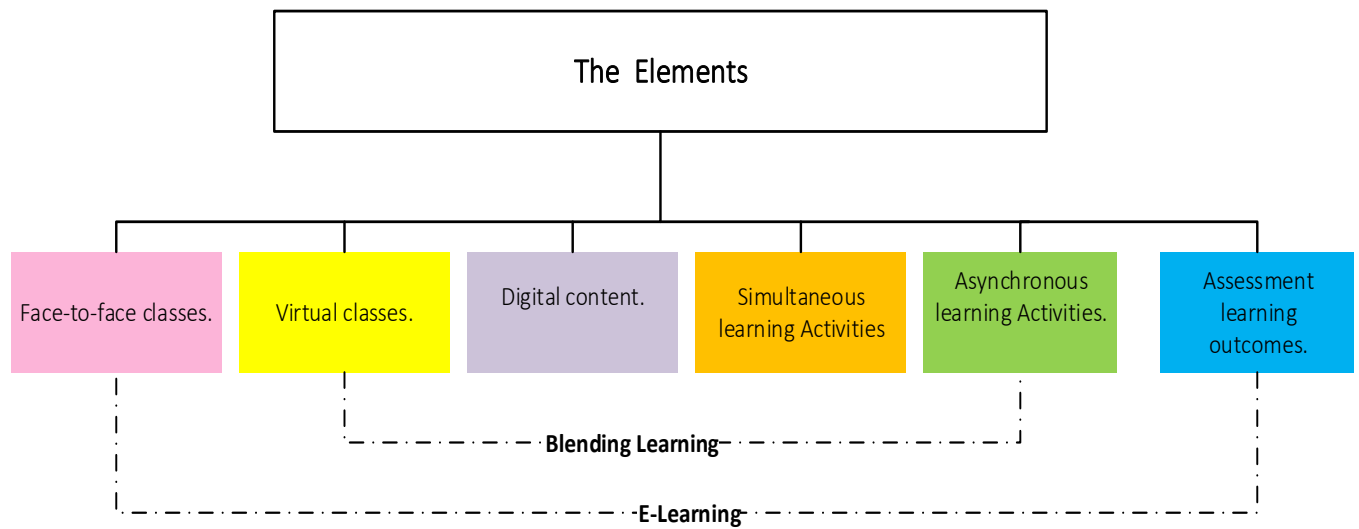 The Elements
Face-to-face classes.
Virtual classes.
Digital content.
Simultaneous
learning Activities
Asynchronous
learning Activities.
Assessment
learning
outcomes.
Blending Learning
E-Learning